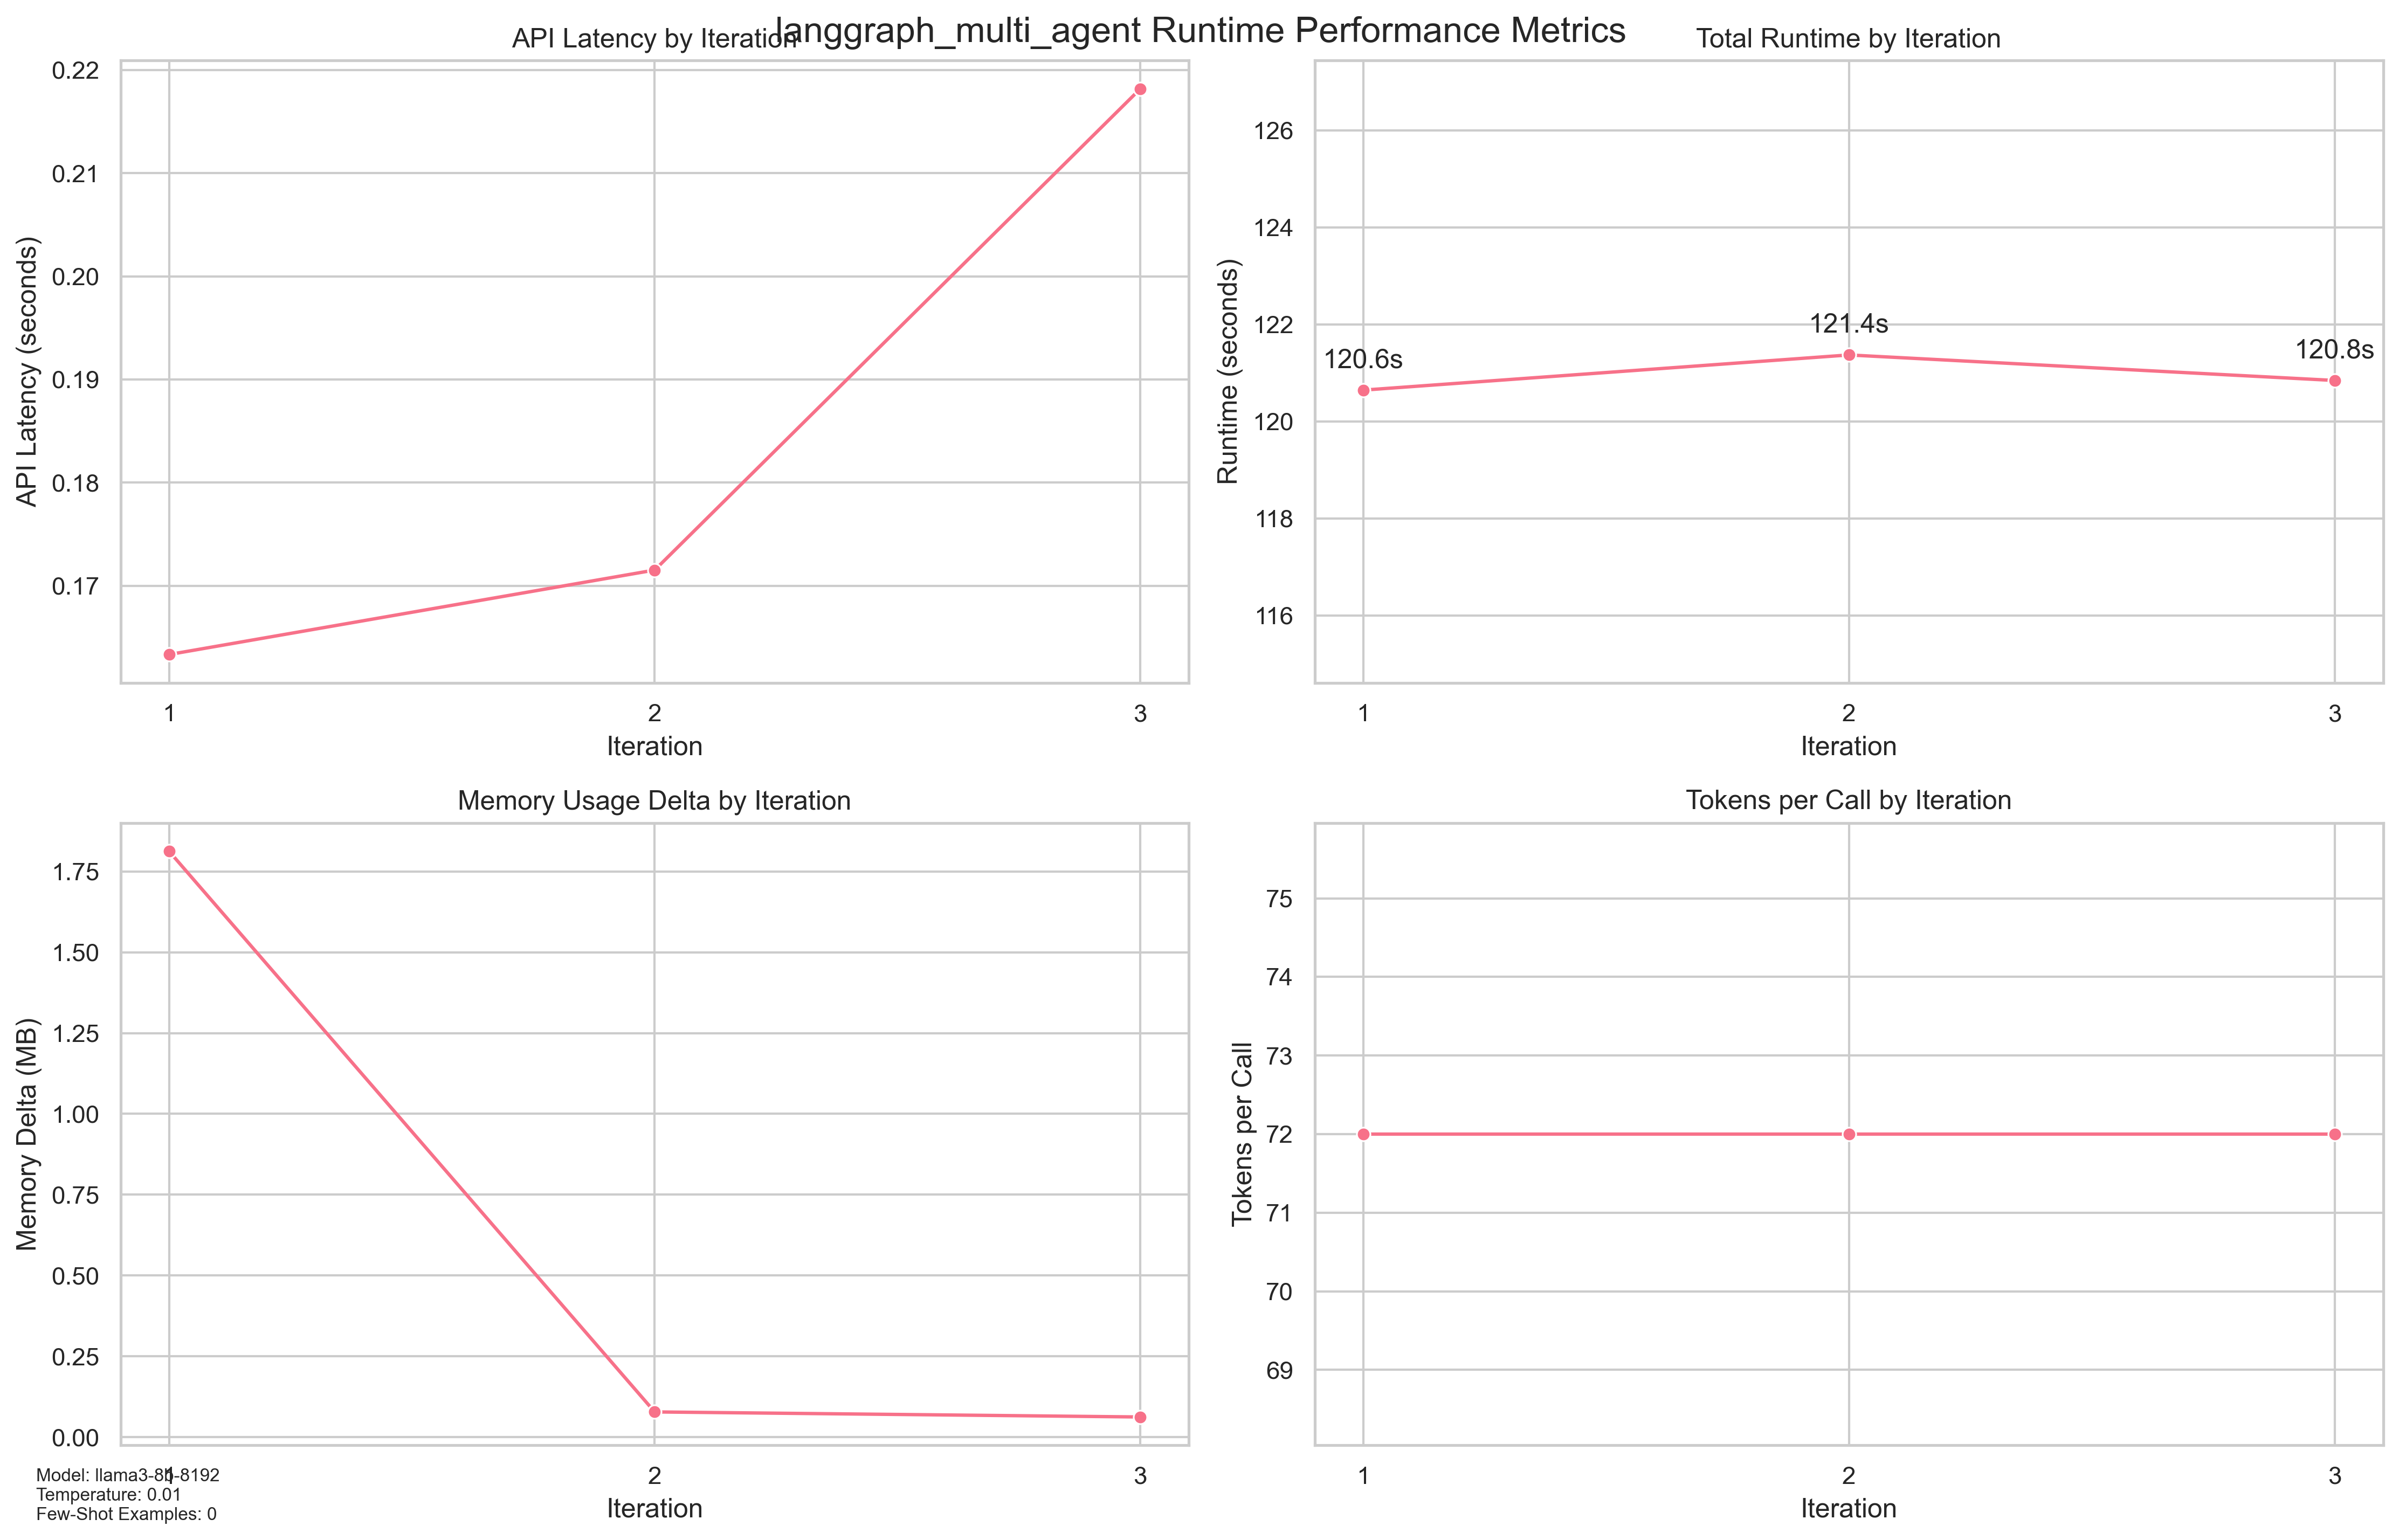 langgraph_multi_agent Runtime Performance Metrics
API Latency by Iteration
0.22
0.21
0.20
0.19
0.18
0.17
API Latency (seconds)
1 2 3
Iteration
Total Runtime by Iteration
126
124
122
120
118
116
Runtime (seconds)
120.6s
121.4s
120.8s
1 2 3
Iteration
Memory Usage Delta by Iteration
1.75
1.50
1.25
1.00
0.75
0.50
0.25
0.00
Memory Delta (MB)
1 2 3
Iteration
Tokens per Call by Iteration
75
74
73
72
71
70
69
Tokens per Call
1 2 3
Iteration
Model: llama3-8b-8192
Temperature: 0.01
Few-Shot Examples: 0